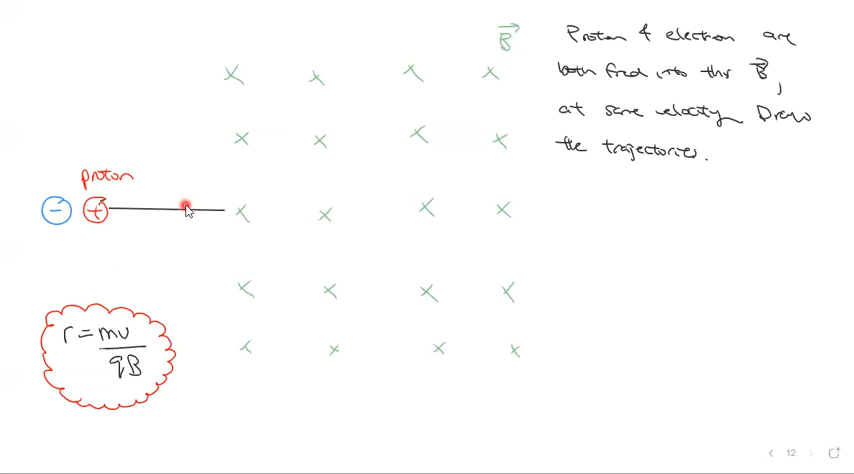 B
Proton & electron are
both fired into the B,
at same velocity. Draw
the trajectories.
proton
−
+
r = mv
qB
12